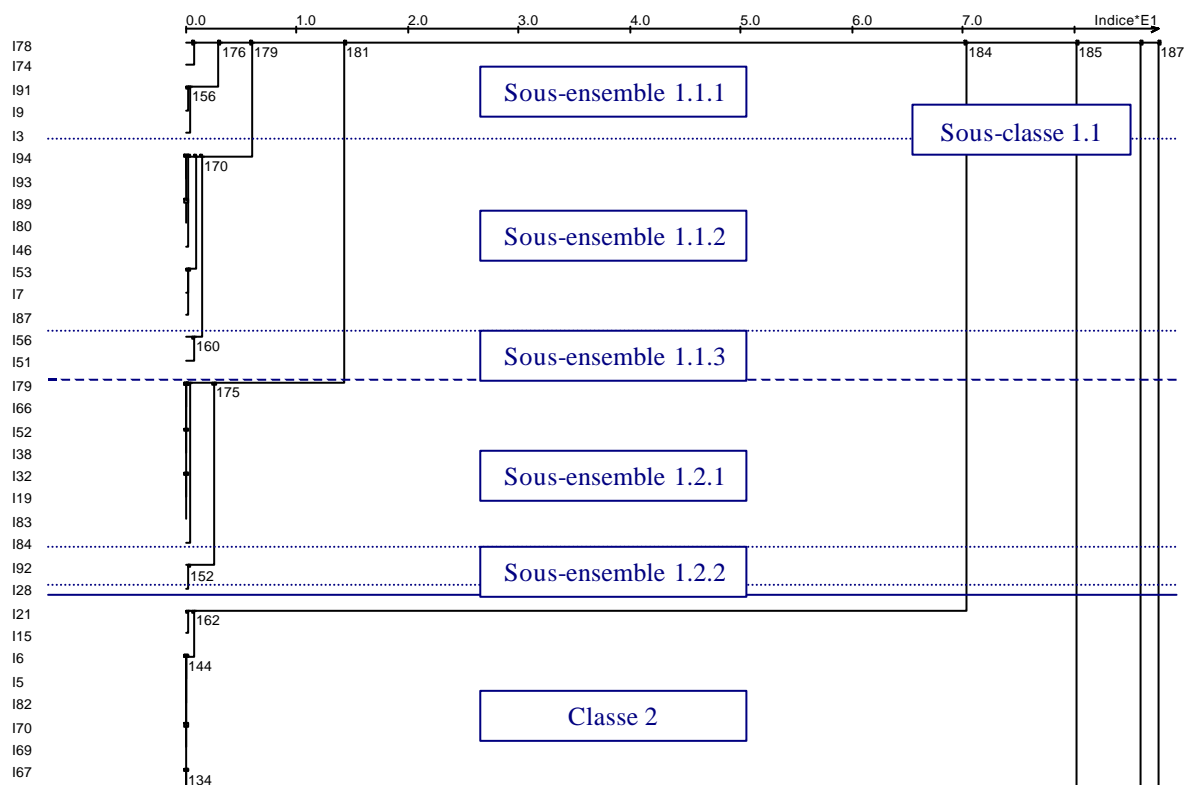 0.0 1.0 2.0 3.0 4.0 5.0 6.0 7.0 Indice*E1
I78 176 179 181 184 185 187
I74
I91 156 Sous-ensemble 1.1.1
I9
I3 Sous-classe 1.1
I94 170
I93
I89
I80 Sous-ensemble 1.1.2
I46
I53
I7
I87
I56 160
I51 Sous-ensemble 1.1.3
I79 175
I66
I52
I38
I32 Sous-ensemble 1.2.1
I19
I83
I84
I92 152 Sous-ensemble 1.2.2
I28
I21 162
I15
I6 144
I5
I82 Classe 2
I70
I69
I67 134